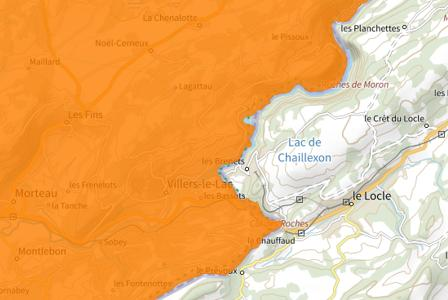 La Chenalotte
les Planchettes
Noël-Cerneux
le Pissoux
Maillard
Lagattau
Roches de Moron
Les Fins
le Crêt du Locle
Lac de
Chaillexon
les Brenets
les Frenelots
Villers-le-Lac
Morteau
les Bassots
le Locle
la Tanche
Roches
Sobey
le Chauffaud
Montlebon
le Prévoux
les Fontenottes